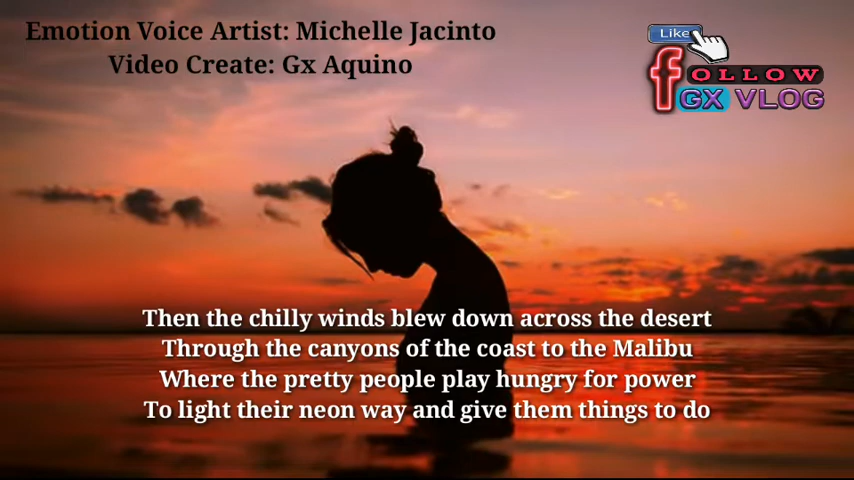 Emotion Voice Artist: Michelle Jacinto
Video Create: Gx Aquino
Like
fOLLOW
GX VLOG
Then the chilly winds blew down across the desert
Through the canyons of the coast to the Malibu
Where the pretty people play hungry for power
To light their neon way and give them things to do